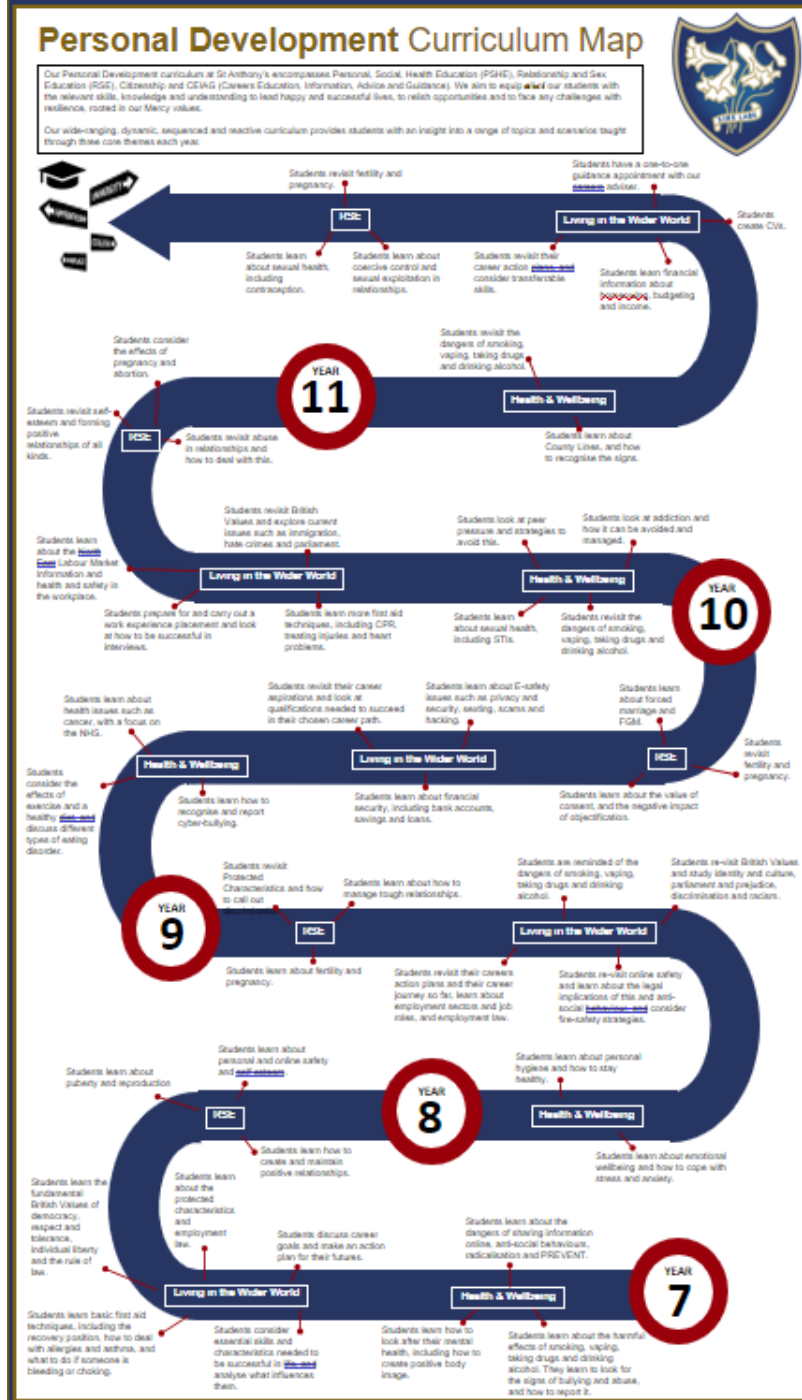 Personal Development Curriculum Map
Our Personal Development curriculum at St Anthony's encompasses Personal, Social, Health Education (PSHE), Relationship and Sex
Education (RSE), Citizenship and CEIAG (Careers Education, Information, Advice and Guidance). We aim to equip all of our students with
the relevant skills, knowledge and understanding to lead happy and successful lives, to relish opportunities and to face any challenges with
resilience, rooted in our Mercy values.
Our wide-ranging, dynamic, sequenced and reactive curriculum provides students with an insight into a range of topics and scenarios taught
through three core themes each year.
UNIVERSITY
Students revisit fertility and
pregnancy.
Students have a one-to-one
guidance appointment with our
careers adviser.
RSE
Living in the Wider World
Students
create CVs.
Students learn
about sexual health,
including
contraception.
Students learn about
coercive control and
sexual exploitation in
relationships.
Students revisit their
career action plans, and
consider transferrable
skills.
Students learn financial
information about
borrowing, budgeting
and income.
Students consider
the effects of
pregnancy and
abortion.
YEAR
11
Students revisit the
dangers of smoking,
vaping, taking drugs
and drinking alcohol.
Health & Wellbeing
Students revisit self-
esteem and forming
positive
relationships of all
kinds.
RSE
Students revisit abuse
in relationships and
how to deal with this.
Students learn about
County Lines, and how
to recognise the signs.
Students learn
about the North
East Labour Market
Information and
health and safety in
the workplace.
Students revisit British
Values and explore current
issues such as immigration,
hate crimes and parliament.
Students look at peer
pressure and strategies to
avoid this.
Students look at addiction and
how it can be avoided and
managed.
Living in the Wider World
Health & Wellbeing
YEAR
10
Students prepare for and carry out a
work experience placement and look
at how to be successful in
interviews.
Students learn more first aid
techniques, including CPR,
treating injuries and heart
problems.
Students learn
about sexual health,
including STIs.
Students revisit the
dangers of smoking,
vaping, taking drugs and
drinking alcohol.
Students learn about
health issues such as
cancer, with a focus on
the NHS.
Students revisit their career
aspirations and look at
qualifications needed to succeed
in their chosen career path.
Students learn about E-safety
issues such as privacy and
security, sexting, scams and
hacking.
Students learn
about forced
marriage and
FGM.
Health & Wellbeing
Living in the Wider World
RSE
Students
revisit
fertility and
pregnancy.
Students
consider the
effects of
exercise and a
healthy diet, and
discuss different
types of eating
disorder.
Students learn how to
recognise and report
cyber-bullying.
Students learn about financial
security, including bank accounts,
savings and loans.
Students learn about the value of
consent, and the negative impact
of objectification.
YEAR
9
Students revisit
Protected
Characteristics and how
to call out
discrimination.
Students learn about how to
manage tough relationships.
Students are reminded of the
dangers of smoking, vaping,
taking drugs and drinking
alcohol.
Students re-visit British Values
and study identity and culture,
parliament and prejudice,
discrimination and racism.
RSE
Living in the Wider World
Students learn about fertility and
pregnancy.
Students revisit their careers
action plans and their career
journey so far, learn about
employment sectors and job
roles, and employment law.
Students re-visit online safety
and learn about the legal
implications of this and anti-
social behaviour, and consider
fire-safety strategies.
Students learn about
puberty and reproduction
Students learn about
personal and online safety
and self esteem.
YEAR
8
Students learn about personal
hygiene and how to stay
healthy.
RSE
Health & Wellbeing
Students learn how to
create and maintain
positive relationships.
Students learn about emotional
wellbeing and how to cope with
stress and anxiety.
Students learn the
fundamental
British Values of
democracy,
respect and
tolerance,
individual liberty
and the rule of
law.
Students learn
about the
protected
characteristics
and
employment
law.
Students discuss career
goals and make an action
plan for their futures.
Students learn about the
dangers of sharing information
online, anti-social behaviours,
radicalisation and PREVENT.
Living in the Wider World
Health & Wellbeing
YEAR
7
Students learn basic first aid
techniques, including the
recovery position, how to deal
with allergies and asthma, and
what to do if someone is
bleeding or choking.
Students consider
essential skills and
characteristics needed to
be successful in life, and
analyse what influences
them.
Students learn how to
look after their mental
health, including how to
create positive body
image.
Students learn about the harmful
effects of smoking, vaping,
taking drugs and drinking
alcohol. They learn to look for
the signs of bullying and abuse,
and how to report it.